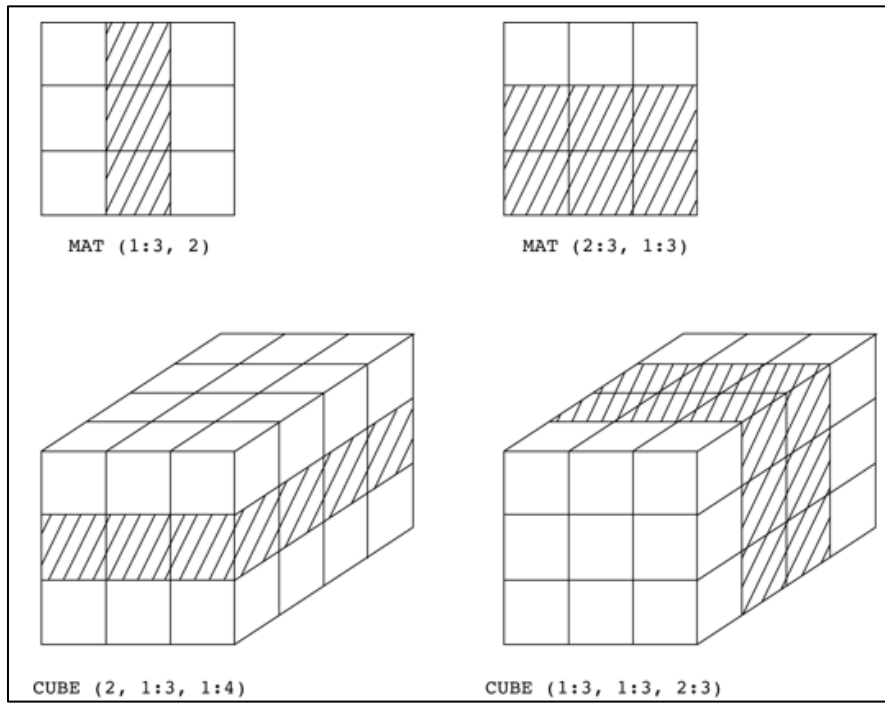 MAT (1:3, 2)
MAT (2:3, 1:3)
CUBE (2, 1:3, 1:4)
CUBE (1:3, 1:3, 2:3)